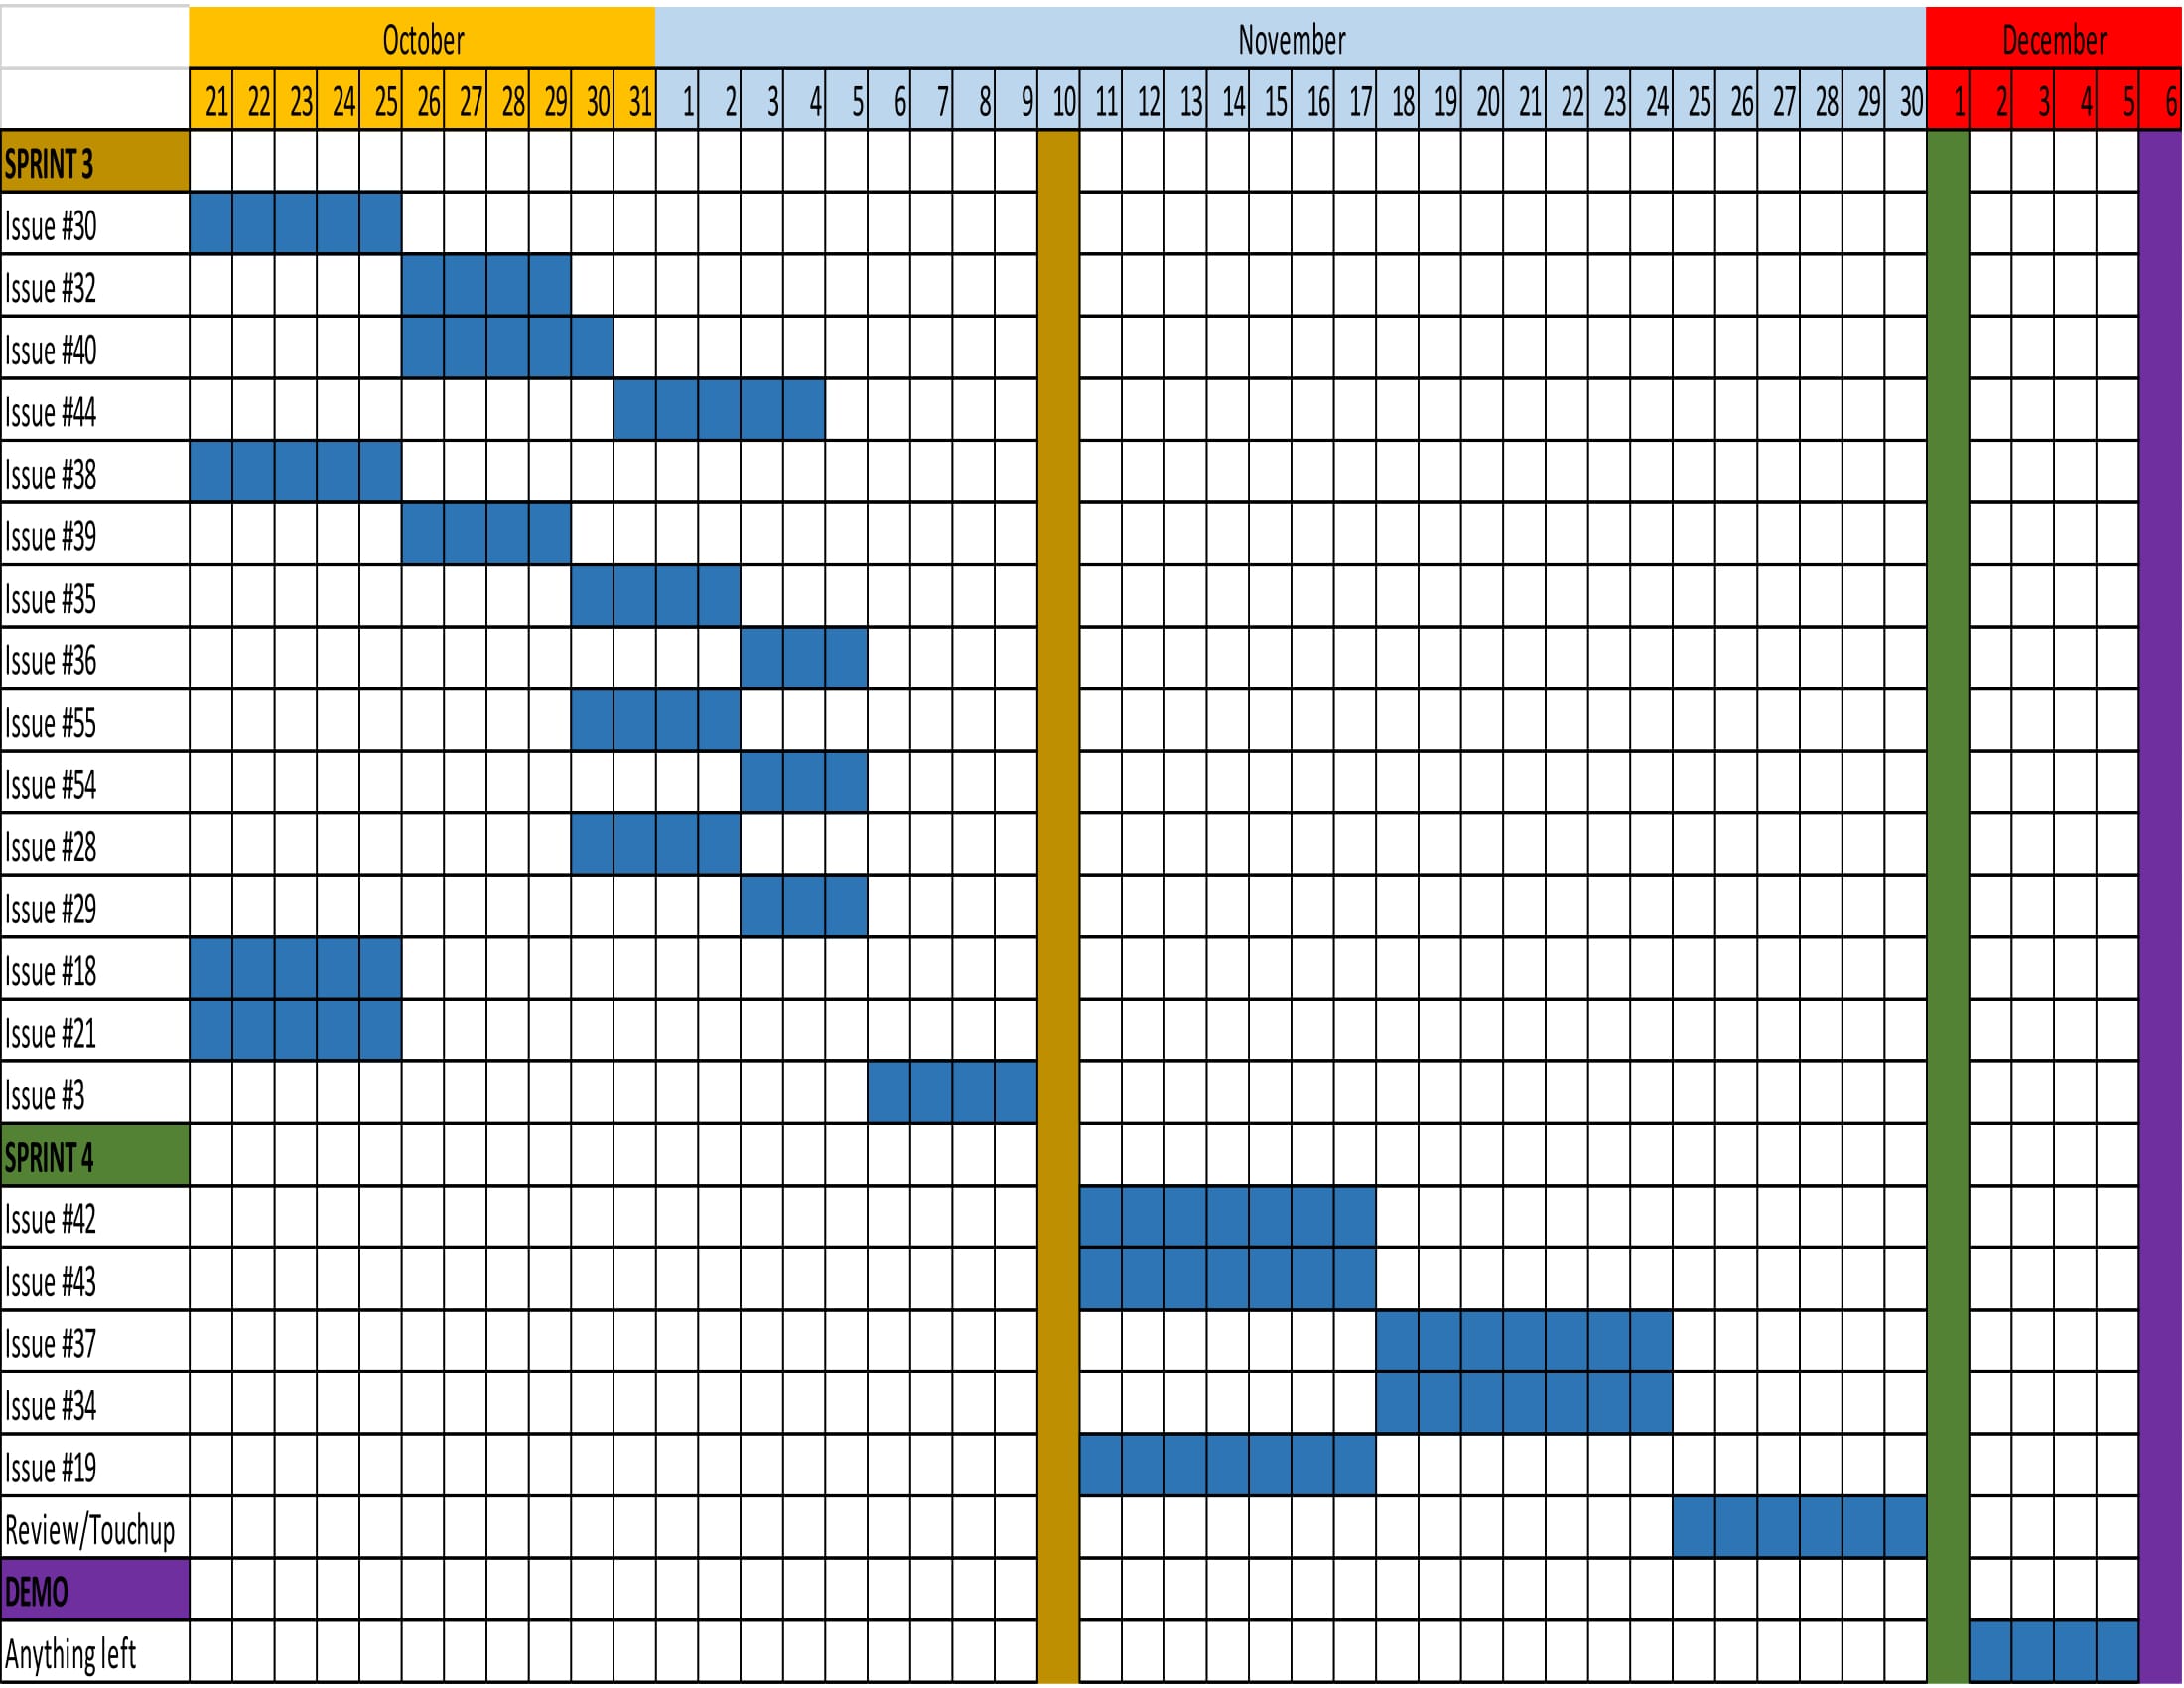 October November December
21 22 23 24 25 26 27 28 29 30 31 1 2 3 4 5 6 7 8 9 10 11 12 13 14 15 16 17 18 19 20 21 22 23 24 25 26 27 28 29 30 1 2 3 4 5 6
SPRINT 3
Issue #30
Issue #32
Issue #40
Issue #44
Issue #38
Issue #39
Issue #35
Issue #36
Issue #55
Issue #54
Issue #28
Issue #29
Issue #18
Issue #21
Issue #3
SPRINT 4
Issue #42
Issue #43
Issue #37
Issue #34
Issue #19
Review/Touchup
DEMO
Anything left